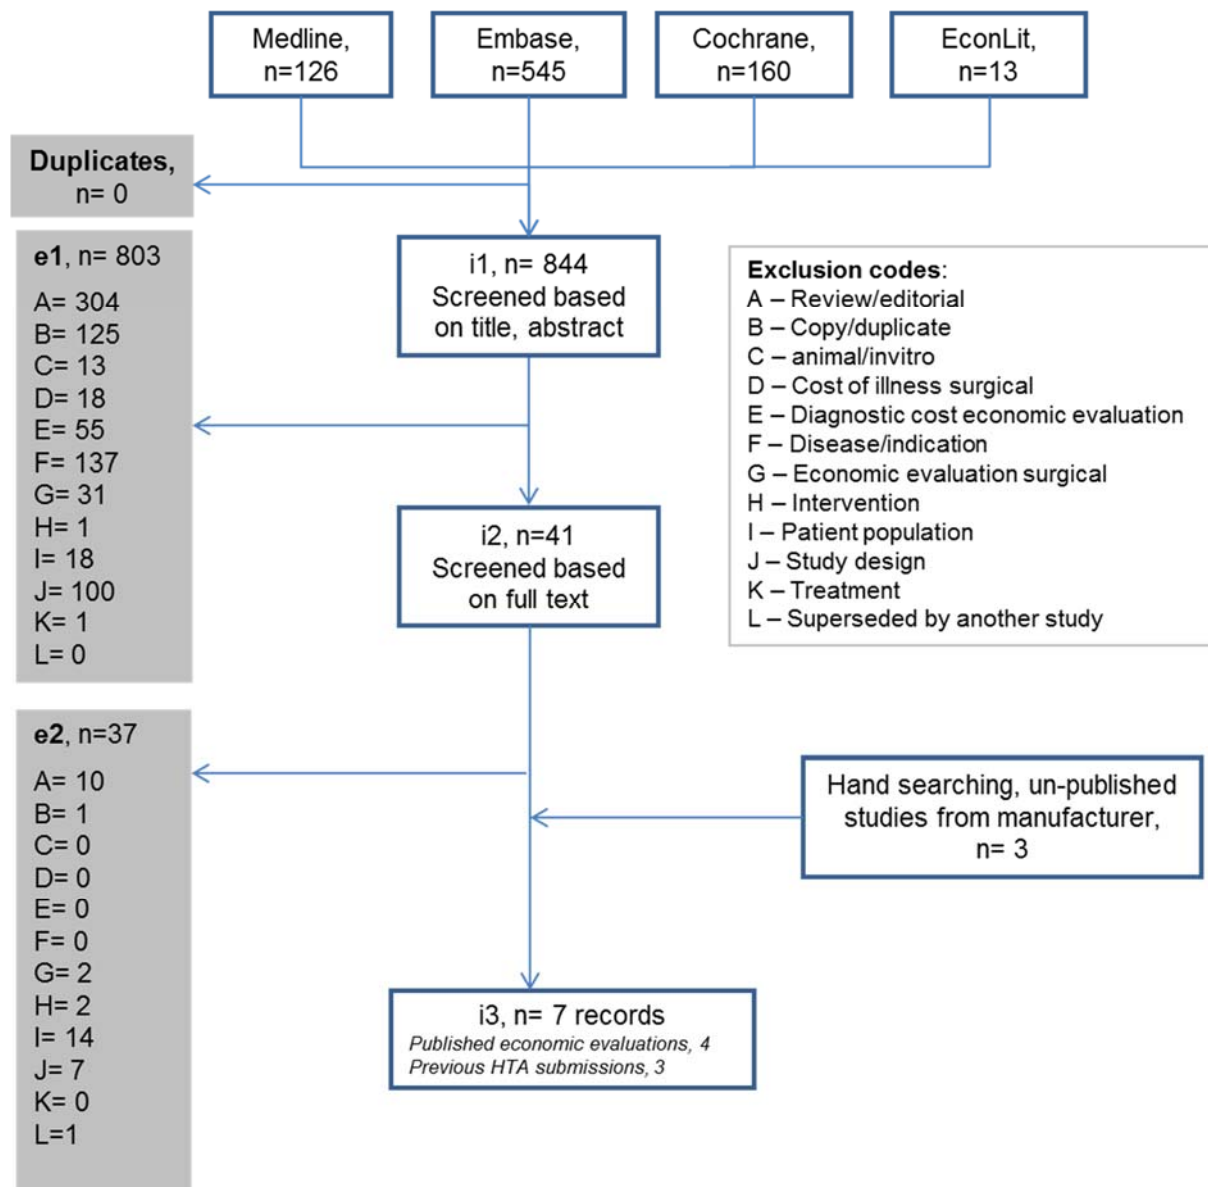 Medline,
n=126
Embase,
n=545
Cochrane,
n=160
EconLit,
n=13
Duplicates,
n= 0
i1, n= 844
Screened based
on title, abstract
e1, n= 803
A= 304
B= 125
C= 13
D= 18
E= 55
F= 137
G= 31
H= 1
I= 18
J= 100
K= 1
L= 0
Exclusion codes:
A – Review/editorial
B – Copy/duplicate
C – animal/invitro
D – Cost of illness surgical
E – Diagnostic cost economic evaluation
F – Disease/indication
G – Economic evaluation surgical
H – Intervention
I – Patient population
J – Study design
K – Treatment
L – Superseded by another study
i2, n=41
Screened based
on full text
e2, n=37
A= 10
B= 1
C= 0
D= 0
E= 0
F= 0
G= 2
H= 2
I= 14
J= 7
K= 0
L=1
Hand searching, un-published
studies from manufacturer,
n= 3
i3, n= 7 records
Published economic evaluations, 4
Previous HTA submissions, 3